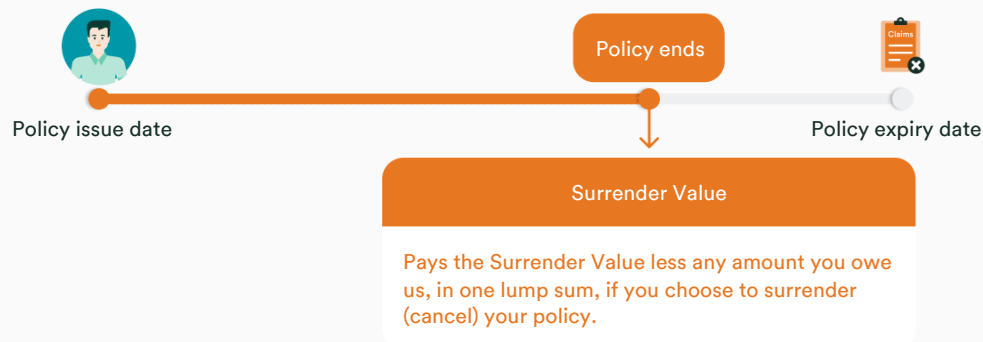 Claims
Policy ends
Policy issue date
Policy expiry date
Surrender Value
Pays the Surrender Value less any amount you owe
us, in one lump sum, if you choose to surrender
(cancel) your policy.